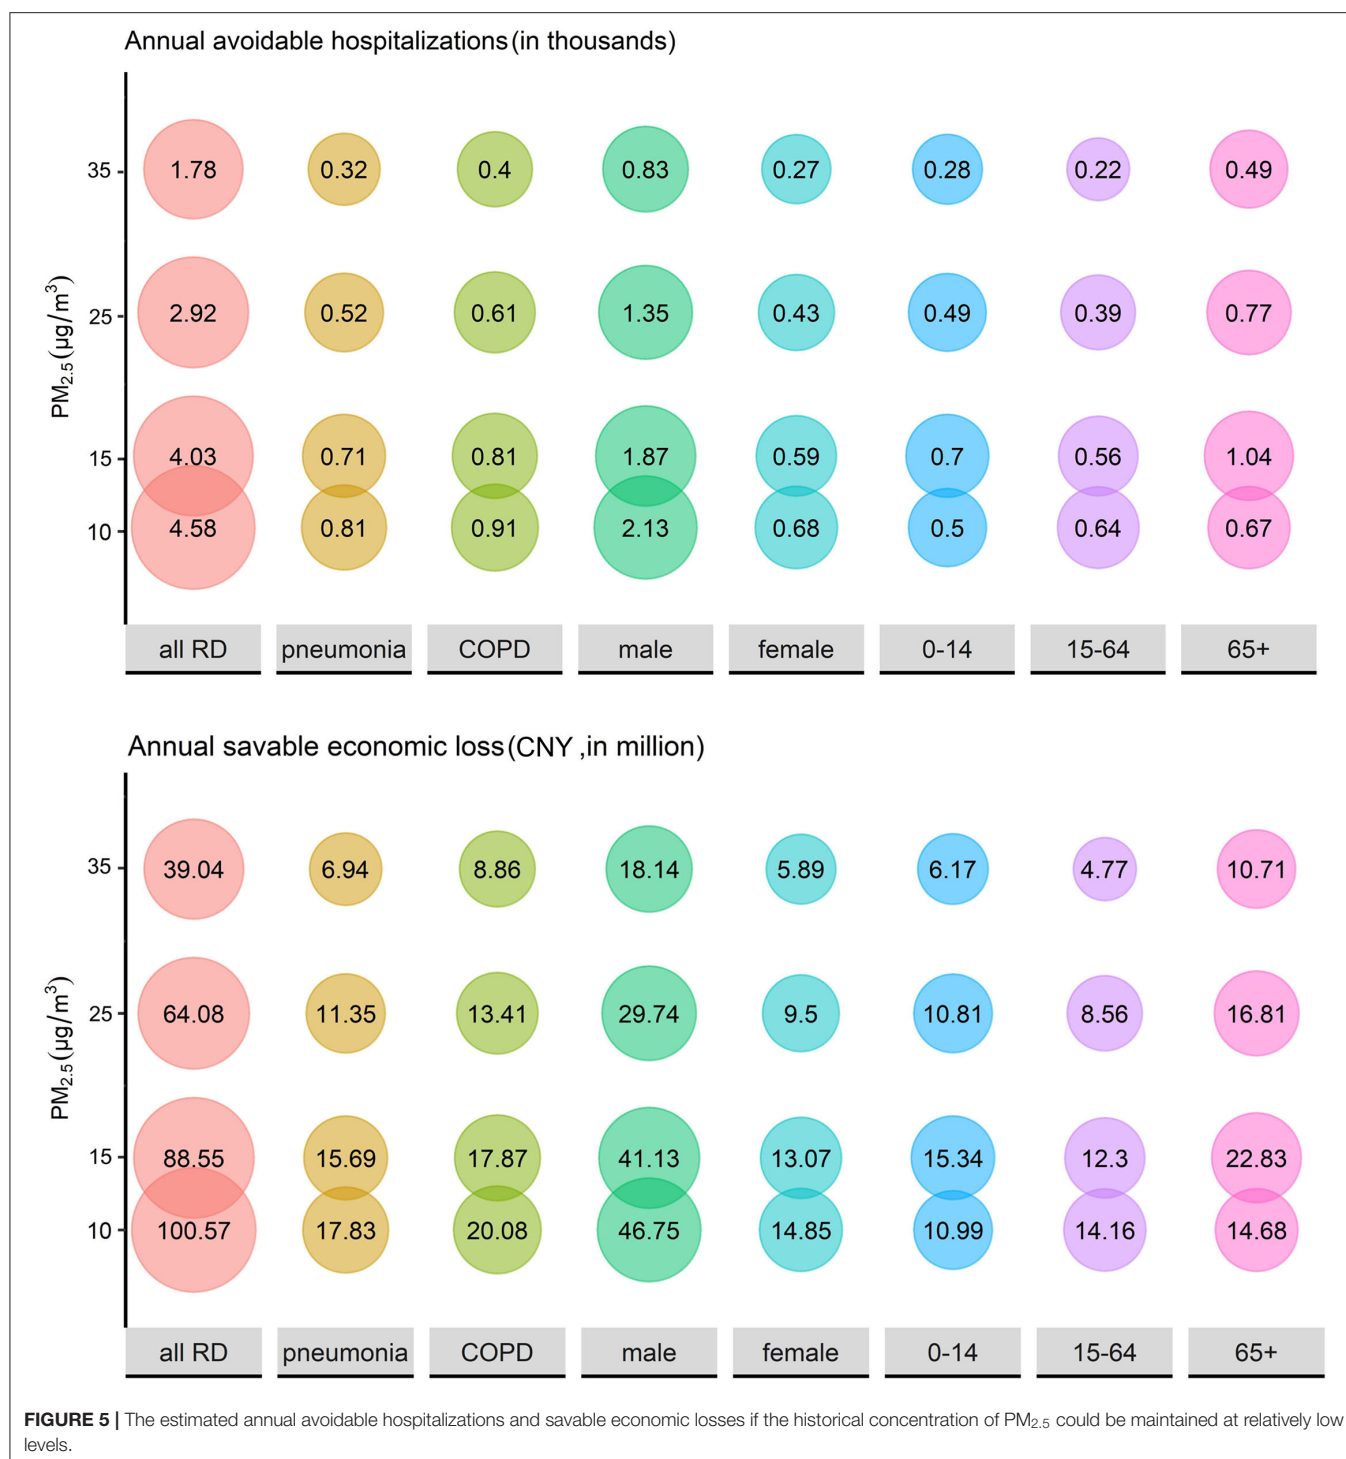 Annual avoidable hospitalizations(in thousands)
35 1.78 0.32 0.4 0.83 0.27 0.28 0.22 0.49
25 2.92 0.52 0.61 1.35 0.43 0.49 0.39 0.77
PM2.5(µg/m³)
15 4.03 0.71 0.81 1.87 0.59 0.7 0.56 1.04
10 4.58 0.81 0.91 2.13 0.68 0.5 0.64 0.67
all RD pneumonia COPD male female 0-14 15-64 65+
Annual savable economic loss(CNY ,in million)
35 39.04 6.94 8.86 18.14 5.89 6.17 4.77 10.71
25 64.08 11.35 13.41 29.74 9.5 10.81 8.56 16.81
PM2.5(µg/m³)
15 88.55 15.69 17.87 41.13 13.07 15.34 12.3 22.83
10 100.57 17.83 20.08 46.75 14.85 10.99 14.16 14.68
all RD pneumonia COPD male female 0-14 15-64 65+
FIGURE 5 | The estimated annual avoidable hospitalizations and savable economic losses if the historical concentration of PM2.5 could be maintained at relatively low
levels.